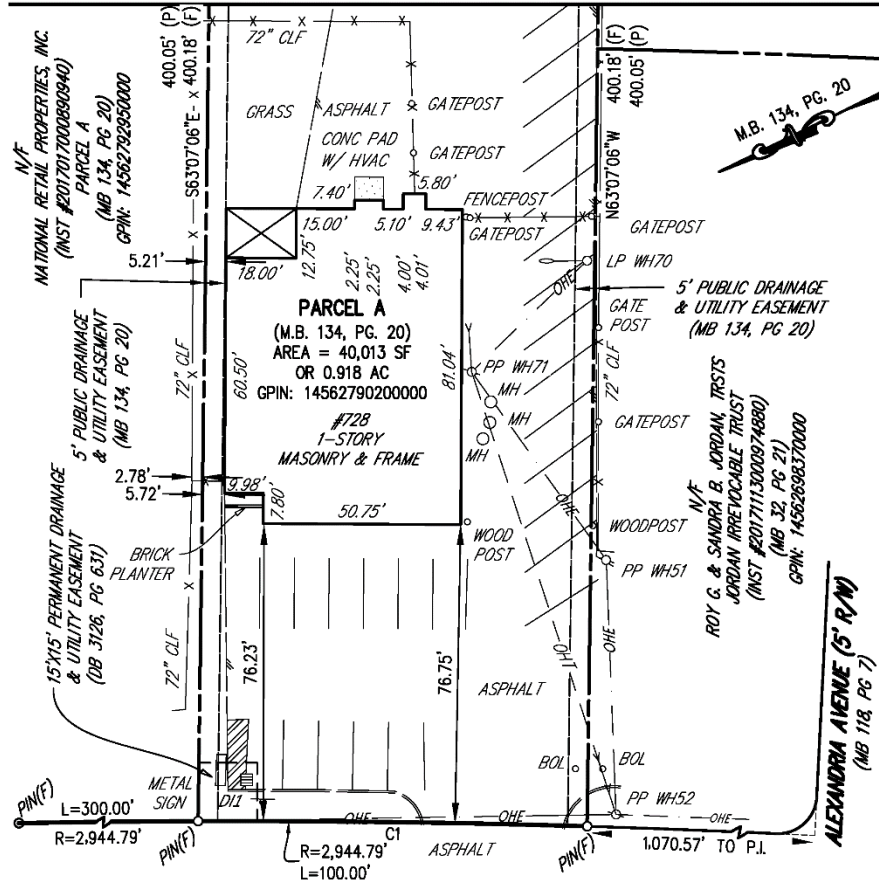 400.05' (P)
400.18' (F)
S63°07'06"E
72" CLF
GRASS
ASPHALT
CONC PAD
W/ HVAC
GATEPOST
GATEPOST
7.40'
5.80'
15.00'
5.10'
9.43'
FENCEPOST
GATEPOST
400.18' (F)
400.05' (P)
N63°07'06"W
M.B. 134, PG. 20
GATEPOST
LP WH70
OHE
5' PUBLIC DRAINAGE
& UTILITY EASEMENT
(MB 134, PG 20)
GATE
POST
72" CLF
GATEPOST
N/F
NATIONAL RETAIL PROPERTIES, INC.
(INST #201701700089​0940)
PARCEL A
(MB 134, PG 20)
GPIN: 14562792950000
5.21'
18.00'
12.75'
2.25'
2.25'
4.00'
4.01'
PARCEL A
(M.B. 134, PG. 20)
AREA = 40,013 SF
OR 0.918 AC
GPIN: 14562790200000
#728
1-STORY
MASONRY & FRAME
60.50'
81.04'
PP WH71
MH
MH
MH
5' PUBLIC DRAINAGE
& UTILITY EASEMENT
(MB 134, PG 20)
72" CLF
2.78'
5.72'
9.98'
7.80'
50.75'
BRICK
PLANTER
WOOD
POST
OHE
WOODPOST
PP WH51
N/F
ROY G. & SANDRA B. JORDAN, TRSTS
JORDAN IRREVOCABLE TRUST
(INST #20171113000974880)
(MB 32, PG 21)
GPIN: 14562698370000
15'X15' PERMANENT DRAINAGE
& UTILITY EASEMENT
(DB 3126, PG 631)
72" CLF
76.23'
76.75'
ASPHALT
OHT
OHE
BOL
BOL
PP WH52
ALEXANDRIA AVENUE (5' R/W)
(MB 118, PG 7)
METAL
SIGN
DI1
PIN(F)
L=300.00'
R=2,944.79'
PIN(F)
R=2,944.79'
L=100.00'
C1
OHE
OHE
ASPHALT
PIN(F)
OHE
1,070.57' TO P.I.